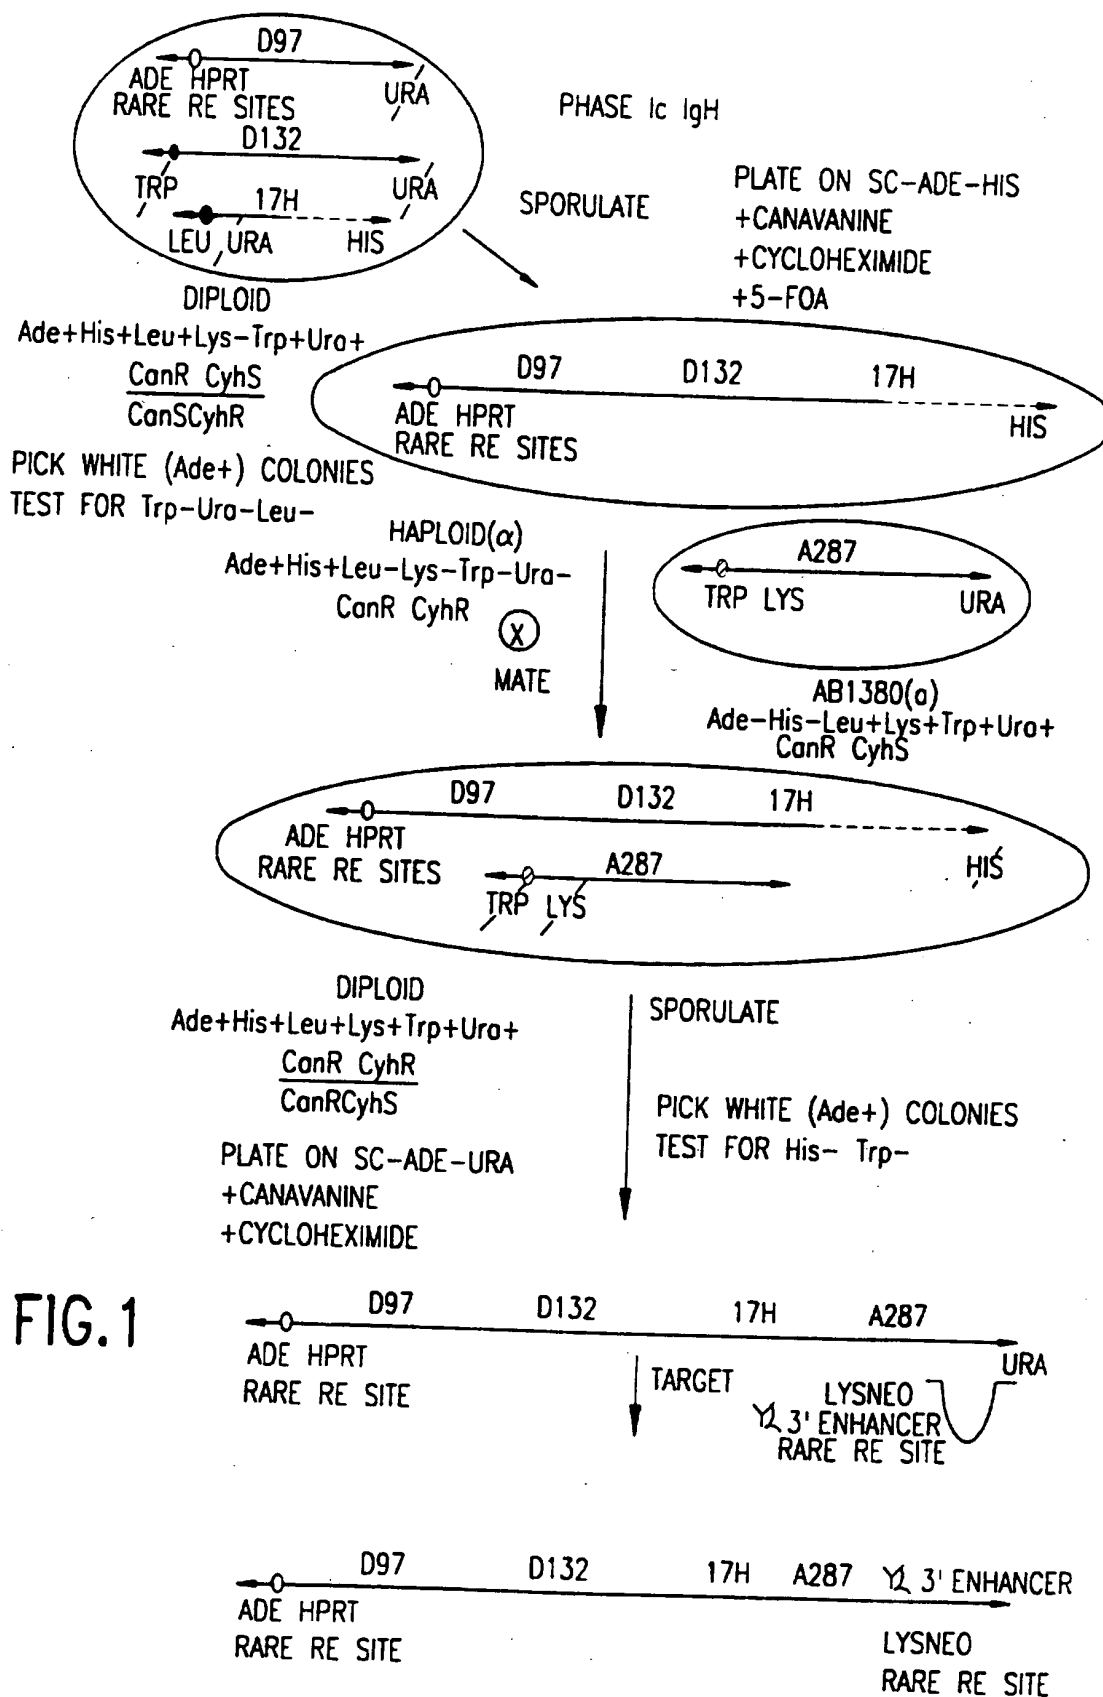 D97
ADE HPRT
RARE RE SITES
URA
D132
TRP
URA
17H
LEU URA
HIS
PHASE Ic IgH
SPORULATE
PLATE ON SC-ADE-HIS
+CANAVANINE
+CYCLOHEXIMIDE
+5-FOA
DIPLOID
Ade+His+Leu+Lys-Trp+Ura+
CanR CyhS
CanSCyhR
D97 D132 17H
ADE HPRT
RARE RE SITES
HIS
PICK WHITE (Ade+) COLONIES
TEST FOR Trp-Ura-Leu-
HAPLOID(α)
Ade+His+Leu-Lys-Trp-Ura-
CanR CyhR
X
MATE
A287
TRP LYS
URA
AB1380(a)
Ade-His-Leu+Lys+Trp+Ura+
CanR CyhS
D97 D132 17H
ADE HPRT
RARE RE SITES
HIS
A287
TRP LYS
DIPLOID
Ade+His+Leu+Lys+Trp+Ura+
CanR CyhR
CanRCyhS
SPORULATE
PICK WHITE (Ade+) COLONIES
TEST FOR His- Trp-
PLATE ON SC-ADE-URA
+CANAVANINE
+CYCLOHEXIMIDE
FIG.1
D97 D132 17H A287
ADE HPRT
RARE RE SITE
URA
TARGET
LYSNEO
γ2 3' ENHANCER
RARE RE SITE
D97 D132 17H A287 γ2 3' ENHANCER
ADE HPRT
RARE RE SITE
LYSNEO
RARE RE SITE